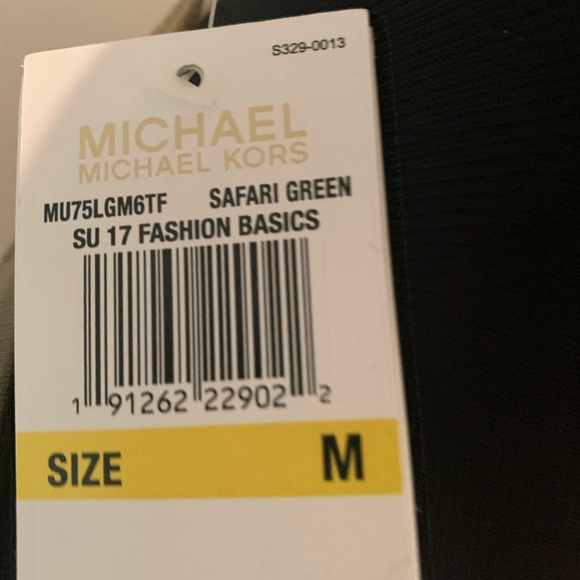 S329-0013
MICHAEL
MICHAEL KORS
MU75LGM6TF SAFARI GREEN
SU 17 FASHION BASICS
1 91262 22902 2
SIZE M